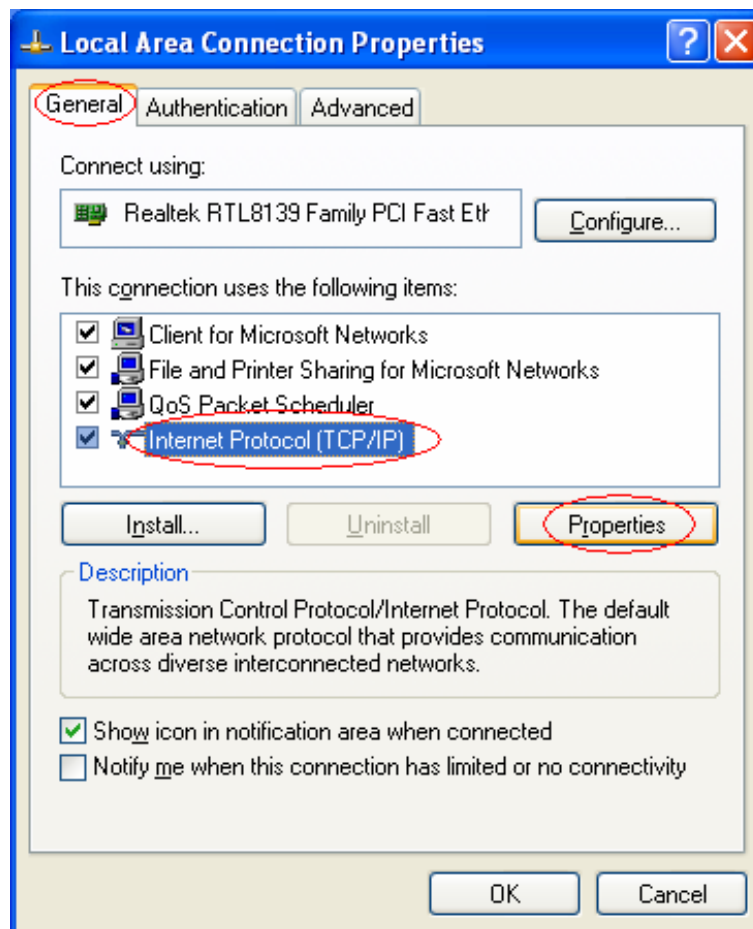 Local Area Connection Properties
General Authentication Advanced
Connect using:
Realtek RTL8139 Family PCI Fast Eth
Configure...
This connection uses the following items:
Client for Microsoft Networks
File and Printer Sharing for Microsoft Networks
QoS Packet Scheduler
Internet Protocol (TCP/IP)
Install... Uninstall Properties
Description
Transmission Control Protocol/Internet Protocol. The default
wide area network protocol that provides communication
across diverse interconnected networks.
Show icon in notification area when connected
Notify me when this connection has limited or no connectivity
OK Cancel